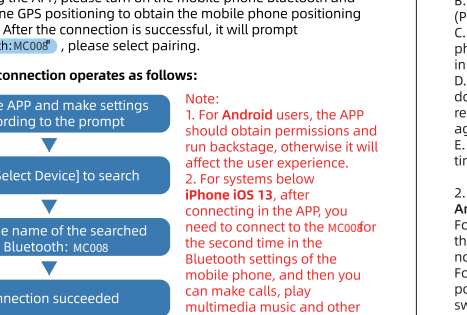 ng the APP, please turn on the mobile phone Bluetooth and
ne GPS positioning to obtain the mobile phone positioning
After the connection is successful, it will prompt
th:MC008" , please select pairing.
connection operates as follows:
e APP and make settings
ording to the prompt
Select Device] to search
e name of the searched
Bluetooth: MC008
nnection succeeded
Note:
1. For Android users, the APP
should obtain permissions and
run backstage, otherwise it will
affect the user experience.
2. For systems below
iPhone iOS 13, after
connecting in the APP, you
need to connect to the MC008for
the second time in the
Bluetooth settings of the
mobile phone, and then you
can make calls, play
multimedia music and other
B.
(P
C.
ph
in
D.
do
re
ag
E.
tin
2.
An
Fo
th
no
Fo
po
sw